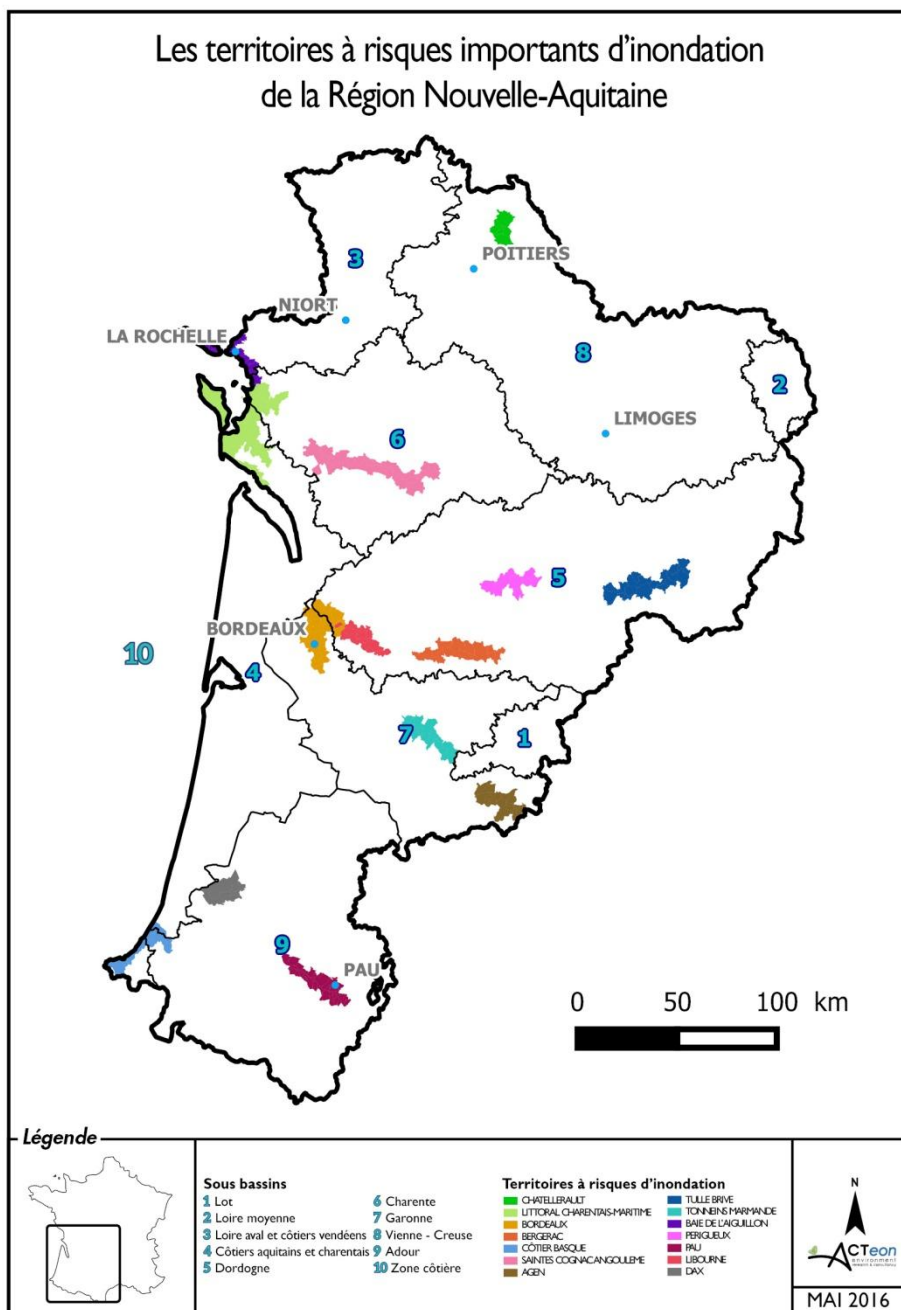 Les territoires à risques importants d'inondation
de la Région Nouvelle-Aquitaine
POITIERS
3
NIORT
LA ROCHELLE
8
2
LIMOGES
6
5
BORDEAUX
10
4
7
1
9
PAU
0 50 100 km
Légende
Sous bassins
1 Lot
2 Loire moyenne
3 Loire aval et côtiers vendéens
4 Côtiers aquitains et charentais
5 Dordogne
6 Charente
7 Garonne
8 Vienne - Creuse
9 Adour
10 Zone côtière
Territoires à risques d'inondation
CHATELLERAULT
LITTORAL CHARENTAIS-MARITIME
BORDEAUX
BERGERAC
CÔTIER BASQUE
SAINTES COGNAC ANGOULEME
AGEN
TULLE BRIVE
TONNEINS MARMANDE
BAIE DE L'AIGUILLON
PERIGUEUX
PAU
LIBOURNE
DAX
N
ACTeon
environment
MAI 2016